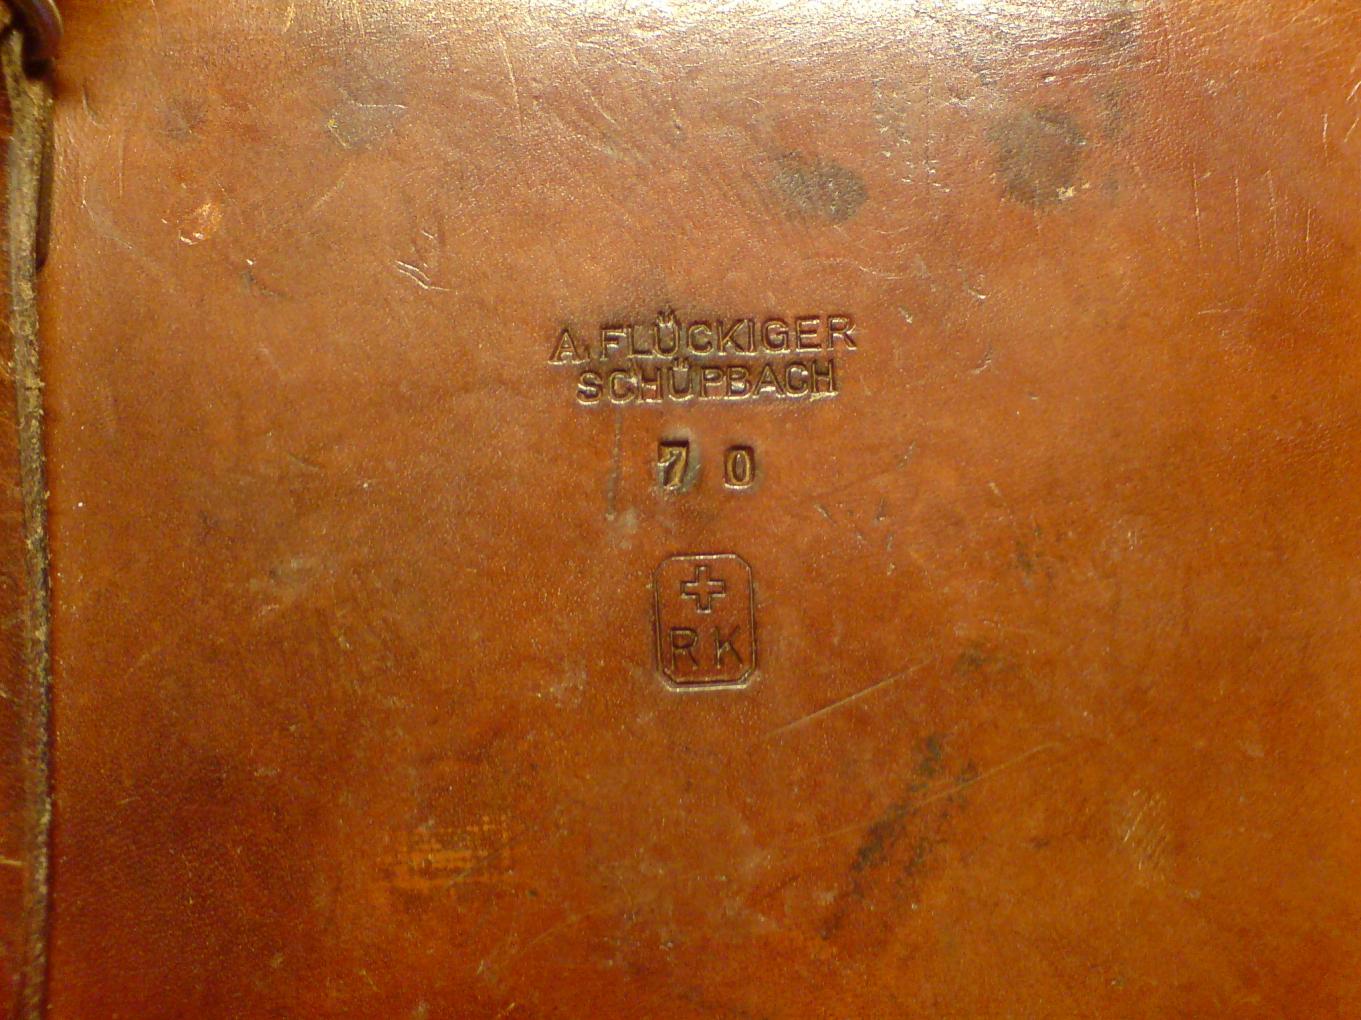 A. FLÜCKIGER
SCHÜPBACH
7 0
RK